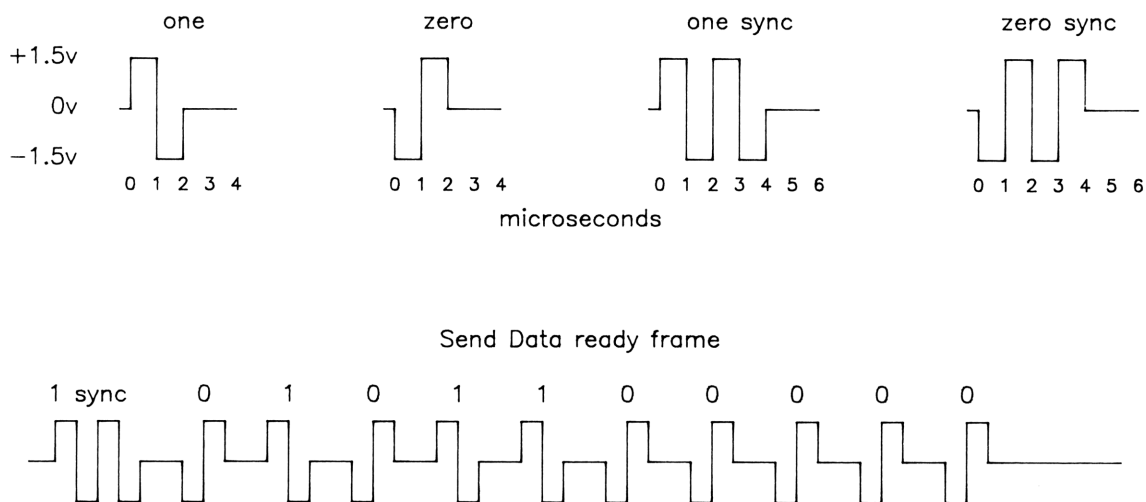 one zero one sync zero sync
+1.5v
0v
−1.5v
0 1 2 3 4 0 1 2 4 0 1 2 3 4 5 6 0 1 2 3 4 5 6
microseconds
Send Data ready frame
1 sync 0 1 0 1 1 0 0 0 0 0